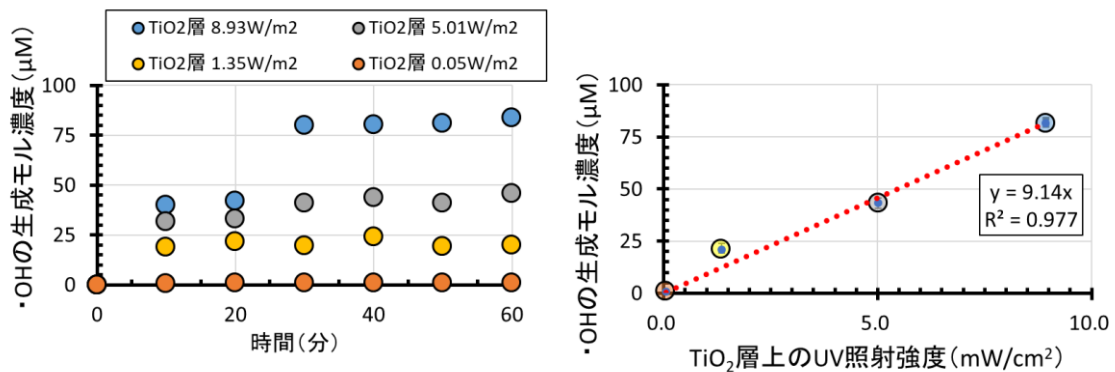 TiO2層 8.93W/m2
TiO2層 5.01W/m2
TiO2層 1.35W/m2
TiO2層 0.05W/m2
・OHの生成モル濃度(μM)
100
75
50
25
0
0
20
40
60
時間(分)
・OHの生成モル濃度(μM)
100
75
50
25
0
y = 9.14x
R² = 0.977
0.0
5.0
10.0
TiO₂層上のUV照射強度(mW/cm²)